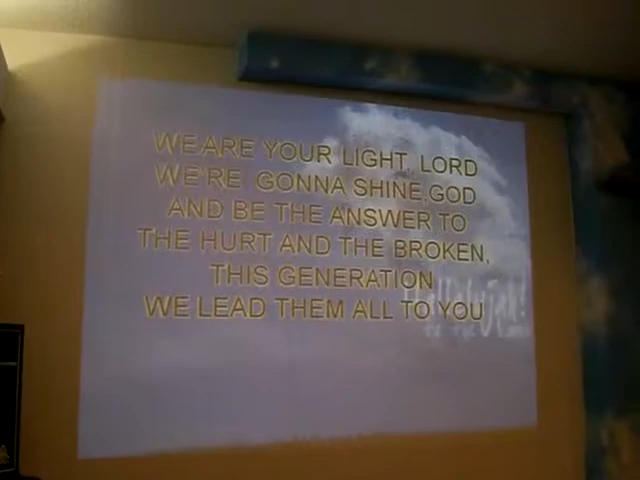 WE ARE YOUR LIGHT, LORD
WE'RE GONNA SHINE,GOD
AND BE THE ANSWER TO
THE HURT AND THE BROKEN,
THIS GENERATION
WE LEAD THEM ALL TO YOU
Hallelujah!